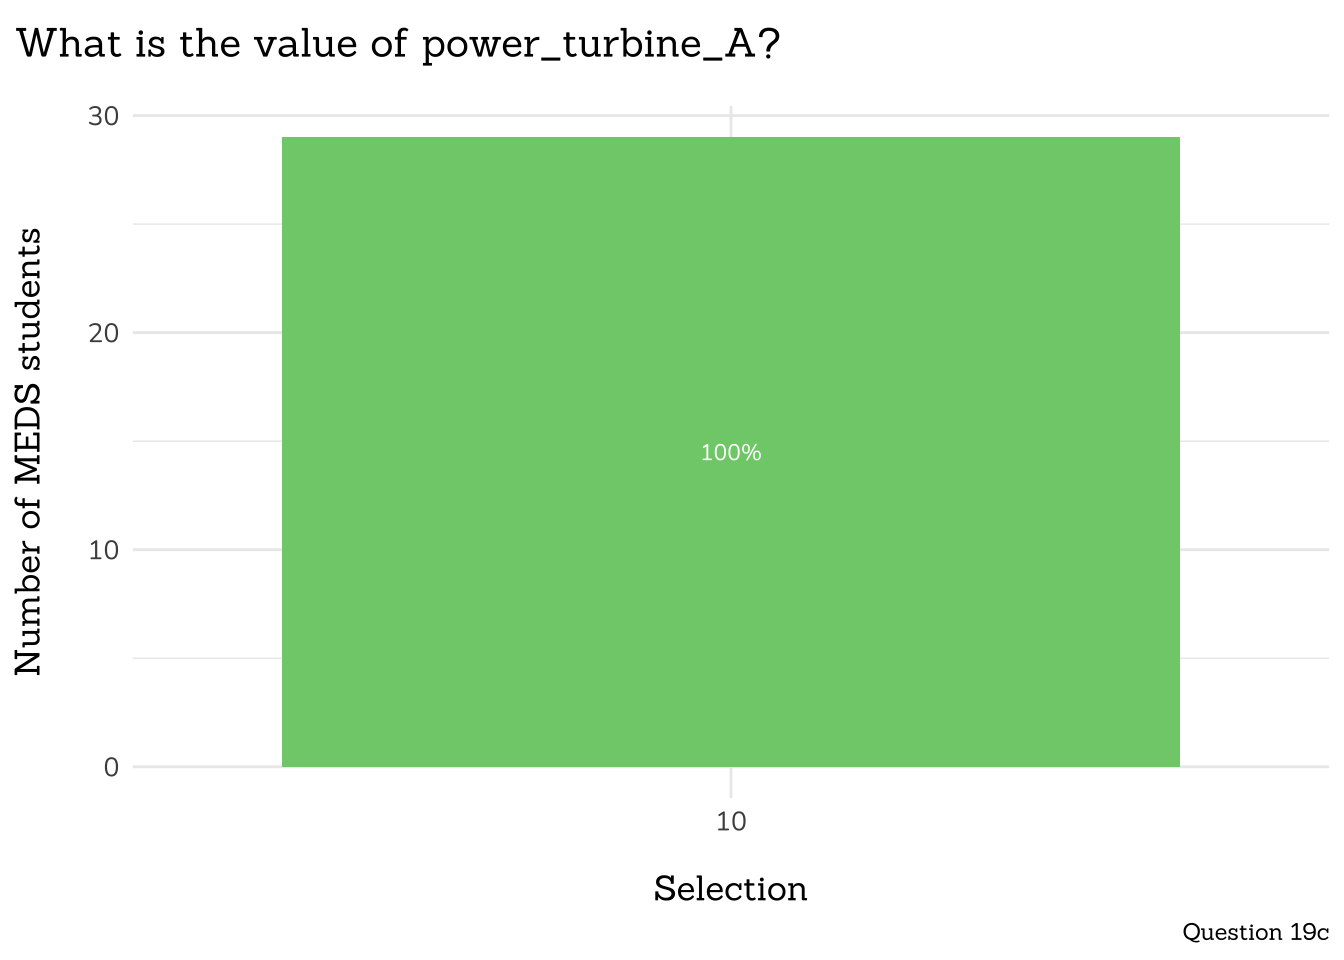 What is the value of power_turbine_A?
Number of MEDS students
30
20
10
0
100%
10
Selection
Question 19c